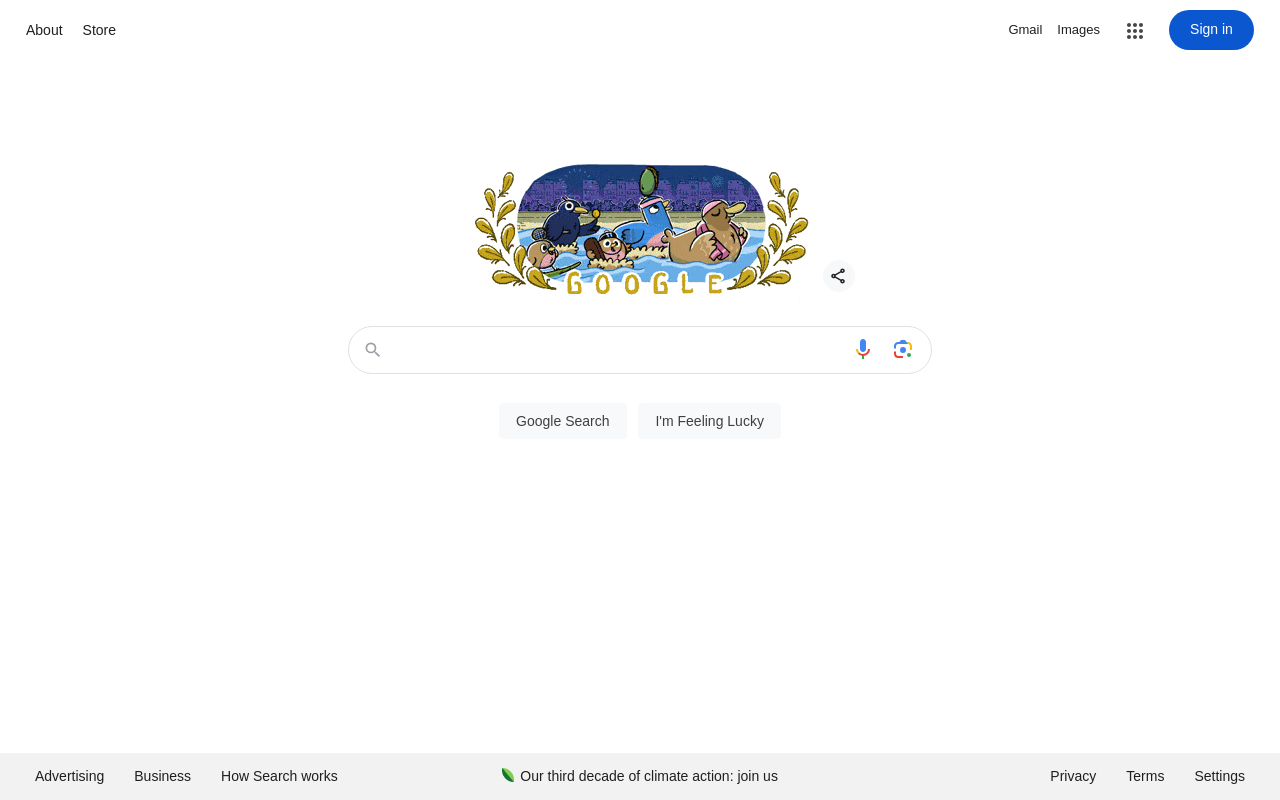 About Store Gmail Images Sign in
GOOGLE
Google Search I'm Feeling Lucky
Advertising Business How Search works Our third decade of climate action: join us Privacy Terms Settings